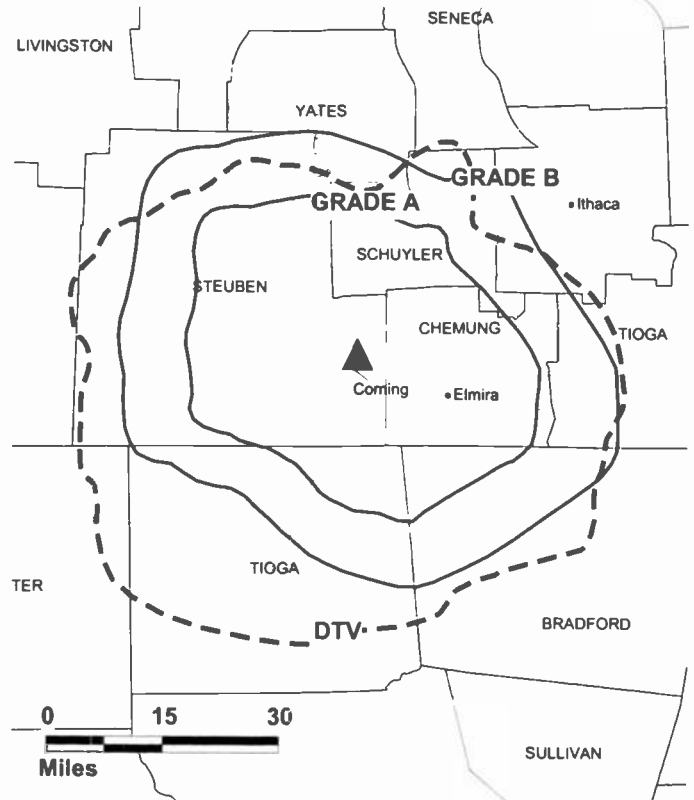 SENECA
LIVINGSTON
YATES
GRADE B
GRADE A
Ithaca
SCHUYLER
STEUBEN
CHEMUNG
TIOGA
Corning
Elmira
TIOGA
TER
DTV
BRADFORD
0 15 30
Miles
SULLIVAN